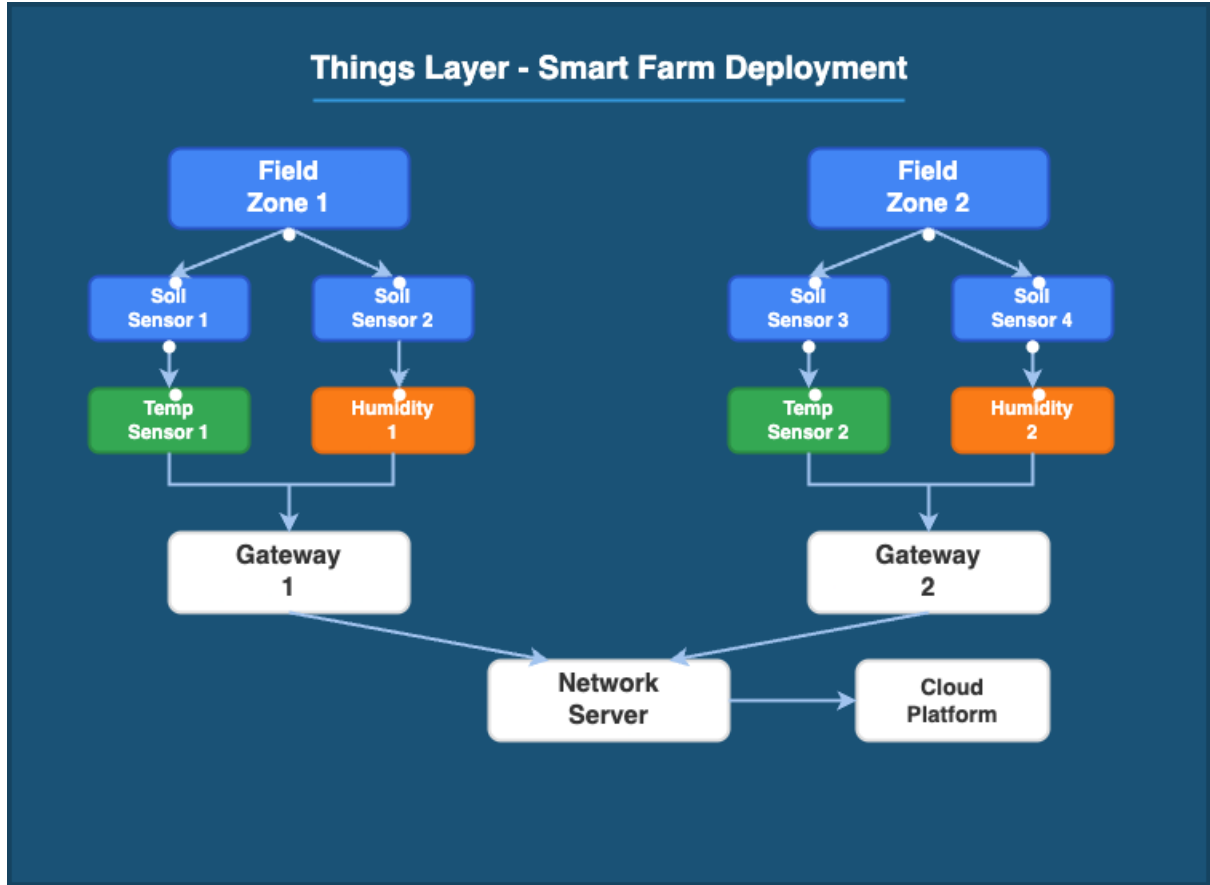 Things Layer - Smart Farm Deployment
Field
Zone 1
Field
Zone 2
Soil
Sensor 1
Soil
Sensor 2
Soil
Sensor 3
Soil
Sensor 4
Temp
Sensor 1
Humidity
1
Temp
Sensor 2
Humidity
2
Gateway
1
Gateway
2
Network
Server
Cloud
Platform